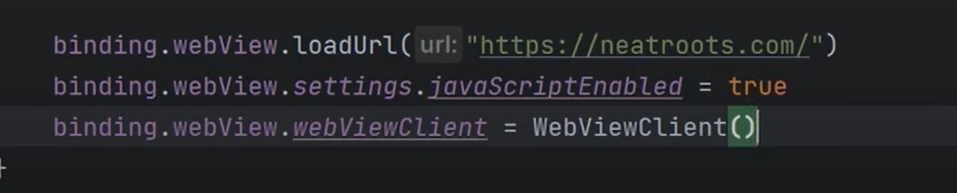 binding.webView.loadUrl( url: "https://neatroots.com/")
binding.webView.settings.javaScriptEnabled = true
binding.webView.webViewClient = WebViewClient()